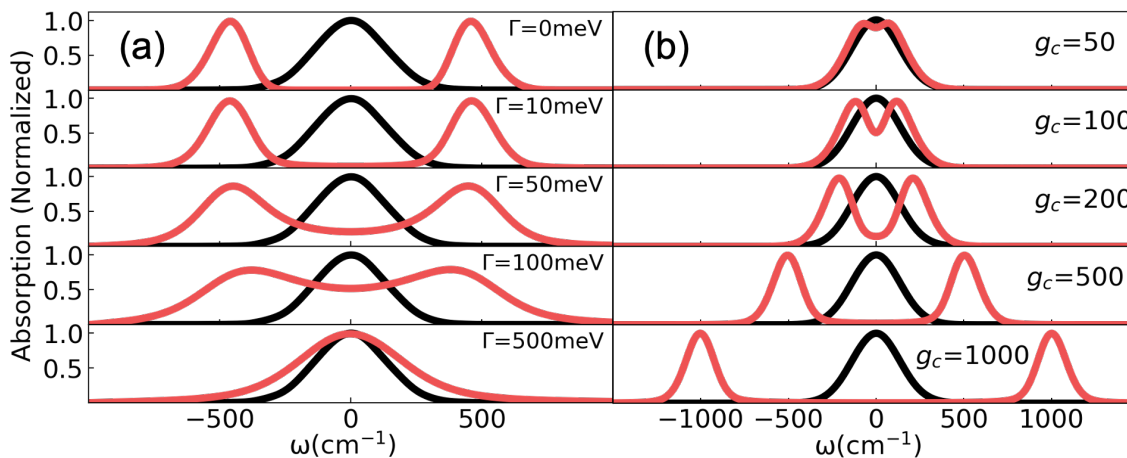 Absorption (Normalized)
(a)
1.0
0.5
Γ=0meV
1.0
0.5
Γ=10meV
1.0
0.5
Γ=50meV
1.0
0.5
Γ=100meV
1.0
0.5
Γ=500meV
−500 0 500
ω(cm⁻¹)
(b)
g_c=50
g_c=100
g_c=200
g_c=500
g_c=1000
−1000 −500 0 500 1000
ω(cm⁻¹)